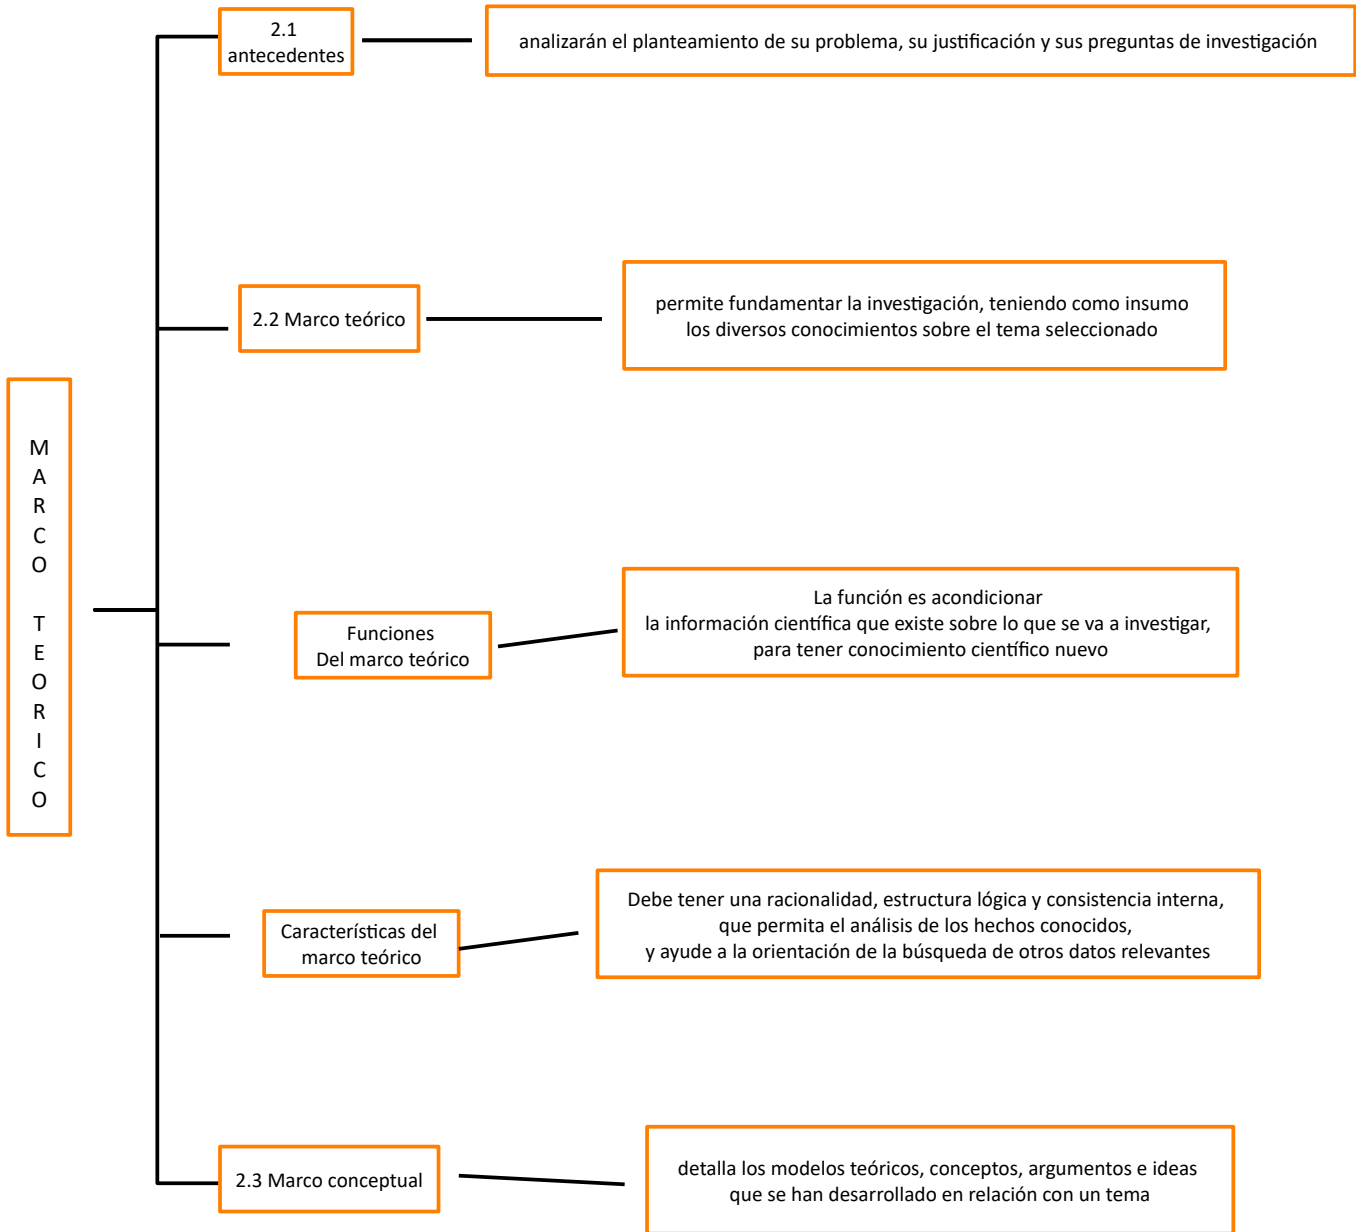 2.1
antecedentes
analizarán el planteamiento de su problema, su justificación y sus preguntas de investigación
2.2 Marco teórico
permite fundamentar la investigación, teniendo como insumo
los diversos conocimientos sobre el tema seleccionado
M
A
R
C
O
T
E
O
R
I
C
O
Funciones
Del marco teórico
La función es acondicionar
la información científica que existe sobre lo que se va a investigar,
para tener conocimiento científico nuevo
Características del
marco teórico
Debe tener una racionalidad, estructura lógica y consistencia interna,
que permita el análisis de los hechos conocidos,
y ayude a la orientación de la búsqueda de otros datos relevantes
2.3 Marco conceptual
detalla los modelos teóricos, conceptos, argumentos e ideas
que se han desarrollado en relación con un tema